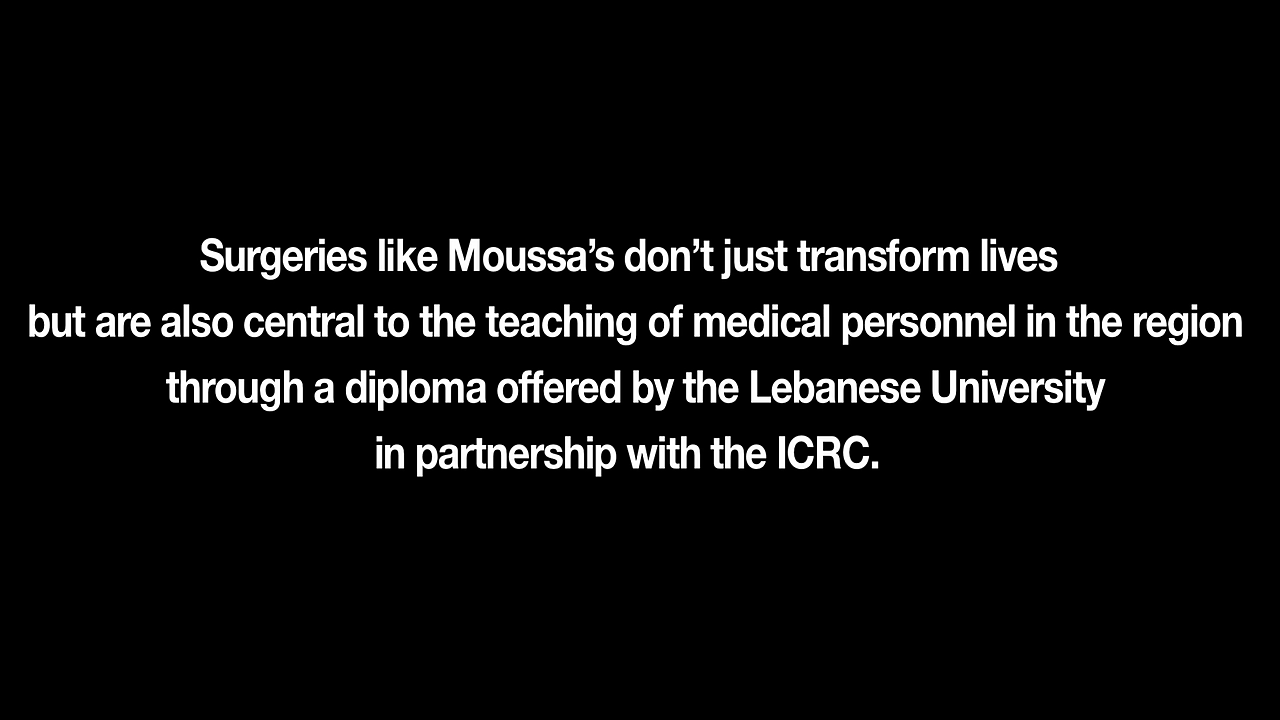 Surgeries like Moussa’s don’t just transform lives
but are also central to the teaching of medical personnel in the region
through a diploma offered by the Lebanese University
in partnership with the ICRC.